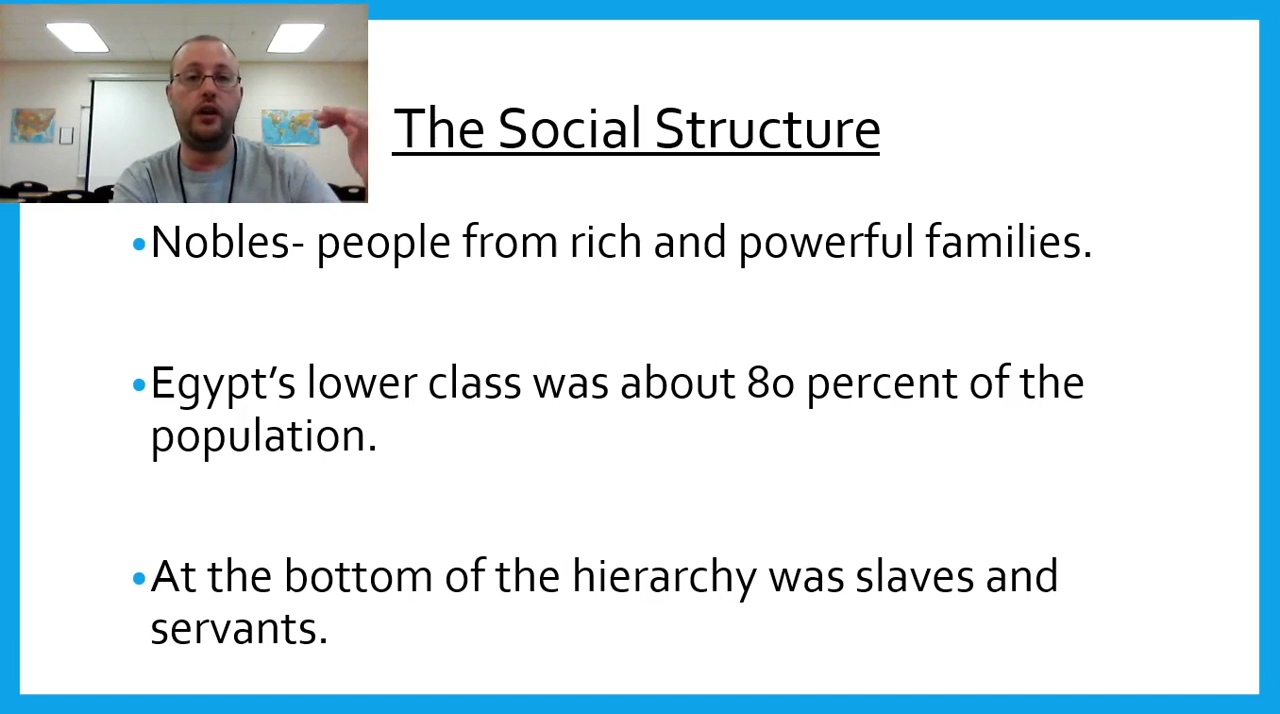 The Social Structure
•Nobles- people from rich and powerful families.
•Egypt's lower class was about 80 percent of the
population.
•At the bottom of the hierarchy was slaves and
servants.